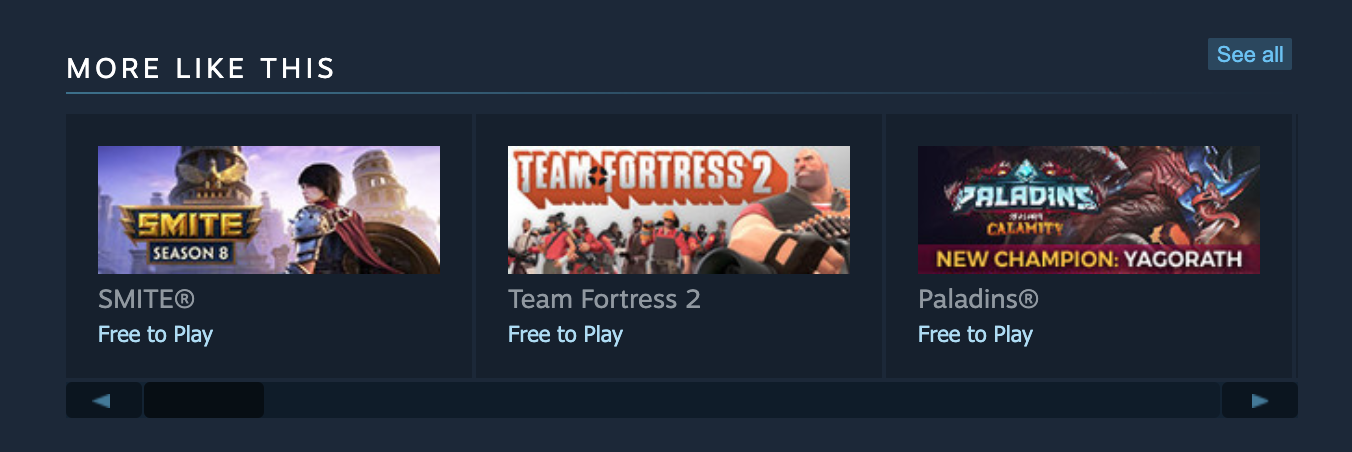 MORE LIKE THIS
See all
SMITE
SEASON 8
TEAM FORTRESS 2
PALADINS
CALAMITY
NEW CHAMPION: YAGORATH
SMITE®
Team Fortress 2
Paladins®
Free to Play
Free to Play
Free to Play